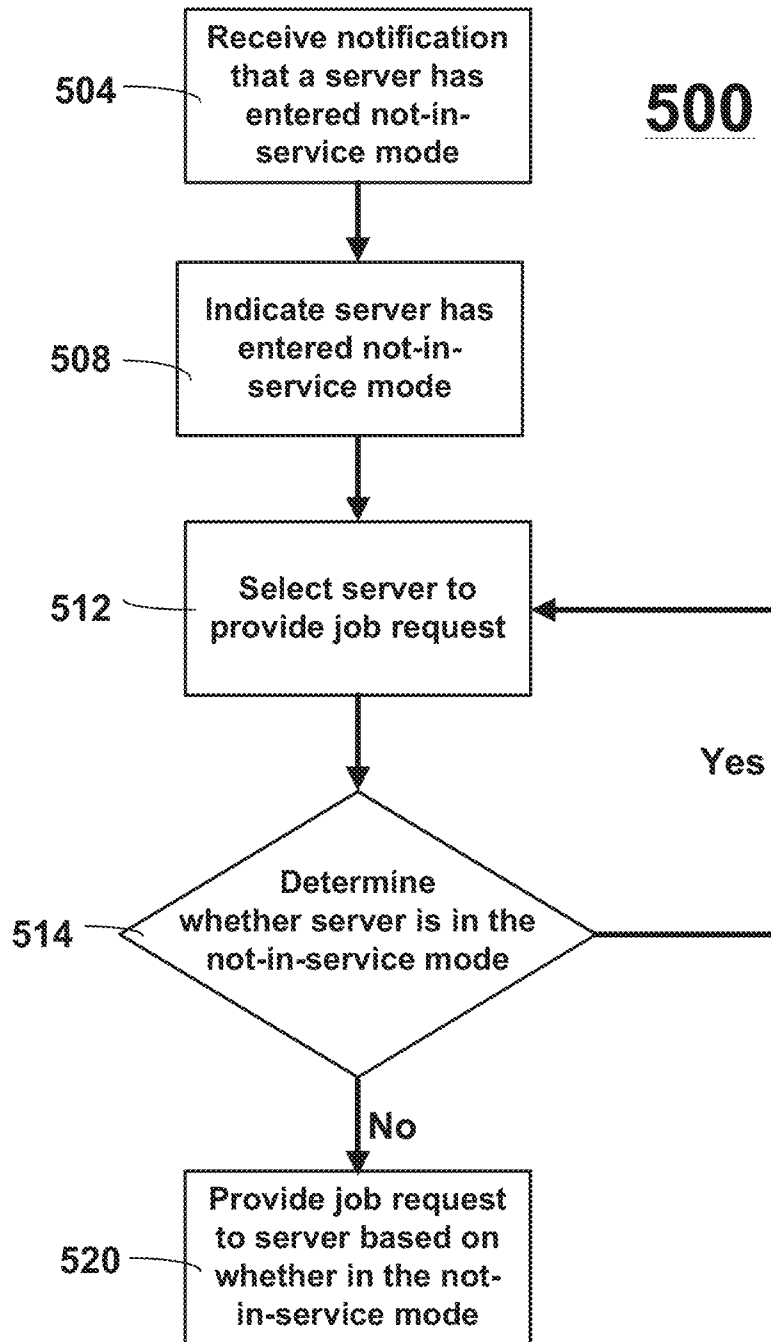 Receive notification
that a server has
entered not-in-
service mode
504
500
Indicate server has
entered not-in-
service mode
508
Select server to
provide job request
512
Yes
Determine
whether server is in the
not-in-service mode
514
No
Provide job request
to server based on
whether in the not-
in-service mode
520